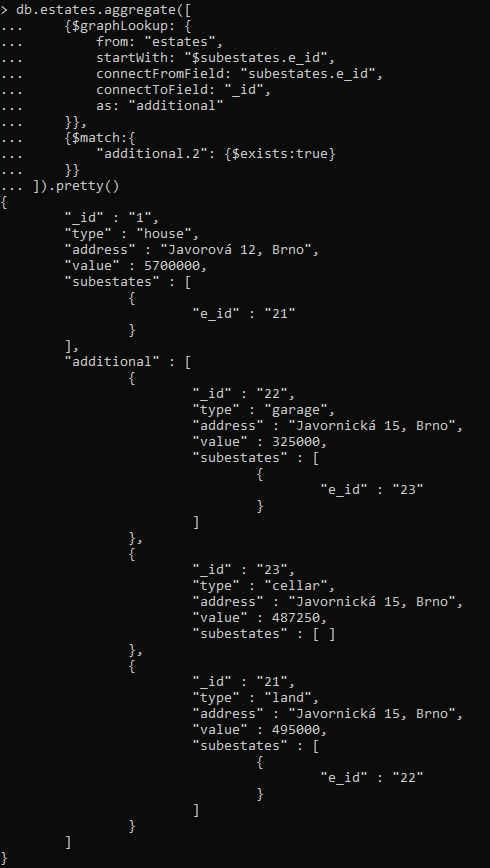 > db.estates.aggregate([
...     {$graphLookup: {
...         from: "estates",
...         startWith: "$subestates.e_id",
...         connectFromField: "subestates.e_id",
...         connectToField: "_id",
...         as: "additional"
...     }},
...     {$match:{
...         "additional.2": {$exists:true}
...     }}
... ]).pretty()
{
        "_id" : "1",
        "type" : "house",
        "address" : "Javorová 12, Brno",
        "value" : 5700000,
        "subestates" : [
                {
                        "e_id" : "21"
                }
        ],
        "additional" : [
                {
                        "_id" : "22",
                        "type" : "garage",
                        "address" : "Javornická 15, Brno",
                        "value" : 325000,
                        "subestates" : [
                                {
                                        "e_id" : "23"
                                }
                        ]
                },
                {
                        "_id" : "23",
                        "type" : "cellar",
                        "address" : "Javornická 15, Brno",
                        "value" : 487250,
                        "subestates" : [ ]
                },
                {
                        "_id" : "21",
                        "type" : "land",
                        "address" : "Javornická 15, Brno",
                        "value" : 495000,
                        "subestates" : [
                                {
                                        "e_id" : "22"
                                }
                        ]
                }
        ]
}